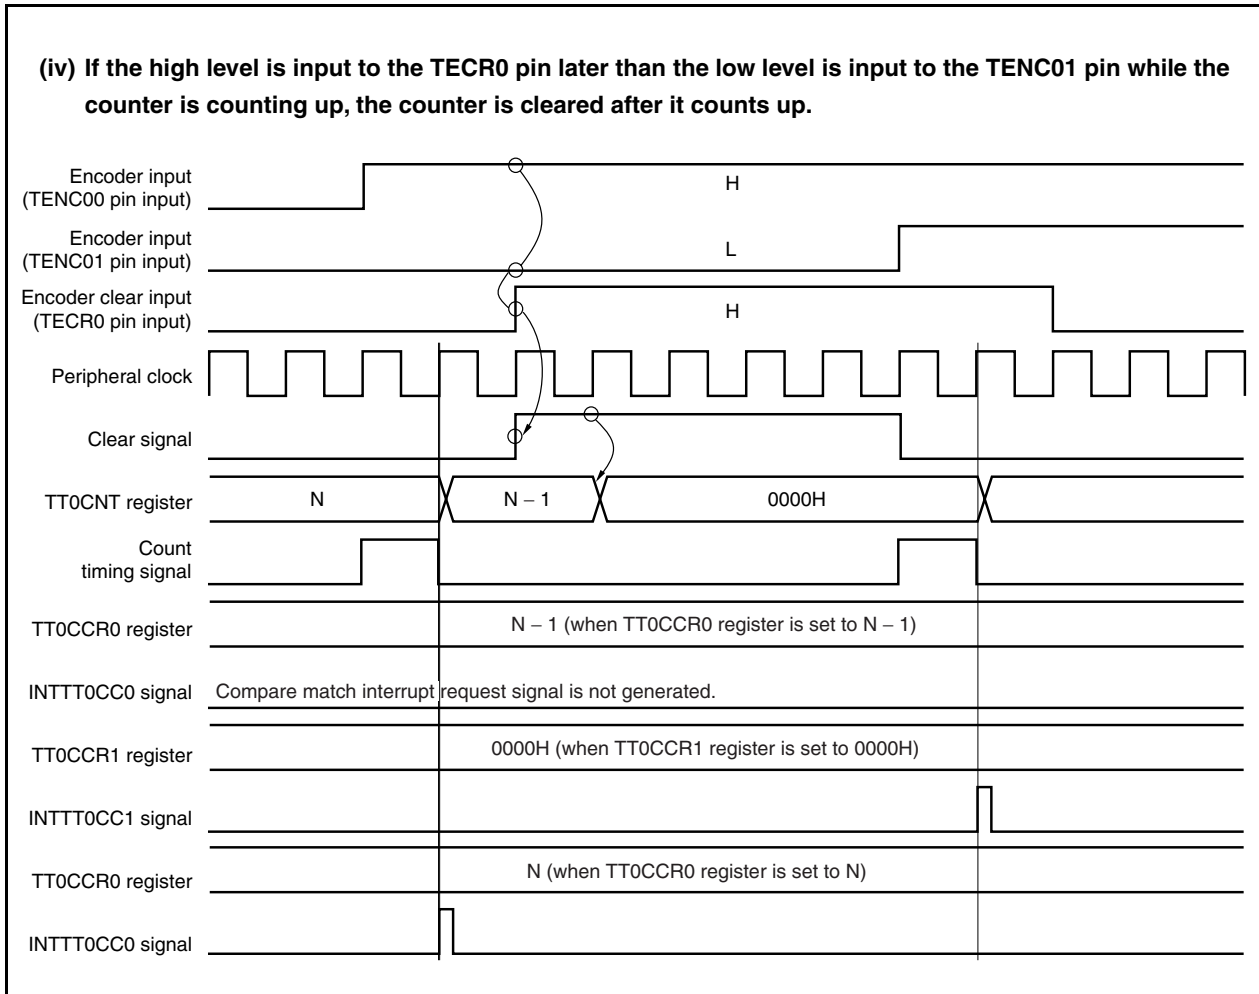 (iv) If the high level is input to the TECR0 pin later than the low level is input to the TENC01 pin while the
counter is counting up, the counter is cleared after it counts up.
Encoder input
(TENC00 pin input)
H
Encoder input
(TENC01 pin input)
L
Encoder clear input
(TECR0 pin input)
H
Peripheral clock
Clear signal
TT0CNT register
N
N – 1
0000H
Count
timing signal
TT0CCR0 register
N – 1 (when TT0CCR0 register is set to N – 1)
INTTT0CC0 signal
Compare match interrupt request signal is not generated.
TT0CCR1 register
0000H (when TT0CCR1 register is set to 0000H)
INTTT0CC1 signal
TT0CCR0 register
N (when TT0CCR0 register is set to N)
INTTT0CC0 signal